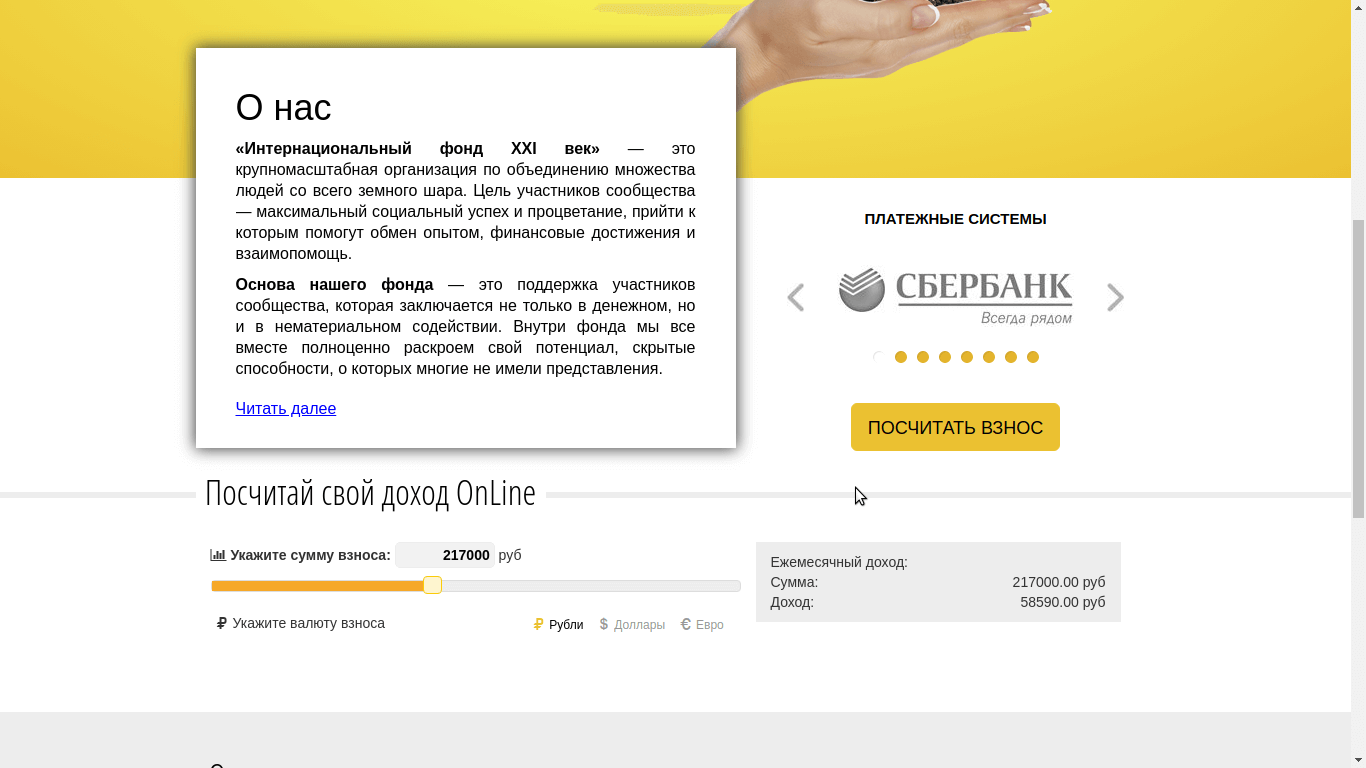 О нас
«Интернациональный фонд XXI век» — это
крупномасштабная организация по объединению множества
людей со всего земного шара. Цель участников сообщества
— максимальный социальный успех и процветание, прийти к
которым помогут обмен опытом, финансовые достижения и
взаимопомощь.
Основа нашего фонда — это поддержка участников
сообщества, которая заключается не только в денежном, но
и в нематериальном содействии. Внутри фонда мы все
вместе полноценно раскроем свой потенциал, скрытые
способности, о которых многие не имели представления.
Читать далее
ПЛАТЕЖНЫЕ СИСТЕМЫ
СБЕРБАНК
Всегда рядом
ПОСЧИТАТЬ ВЗНОС
Посчитай свой доход OnLine
Укажите сумму взноса: 217000 руб
₽ Укажите валюту взноса
₽ Рубли $ Доллары € Евро
Ежемесячный доход:
Сумма: 217000.00 руб
Доход: 58590.00 руб